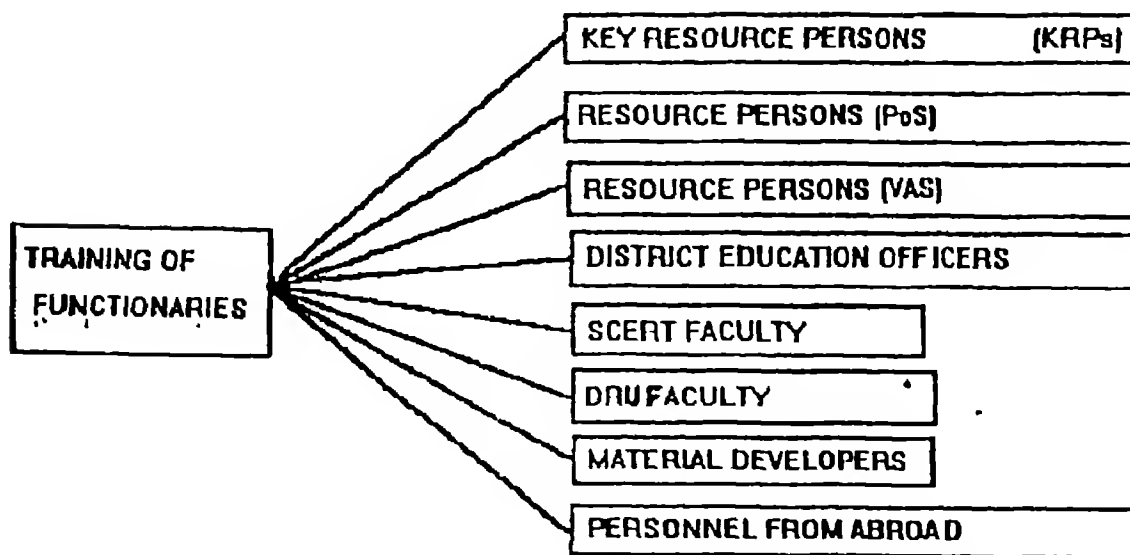 KEY RESOURCE PERSONS (KRPs)
RESOURCE PERSONS (PoS)
RESOURCE PERSONS (VAS)
DISTRICT EDUCATION OFFICERS
TRAINING OF
FUNCTIONARIES
SCERT FACULTY
DRU FACULTY
MATERIAL DEVELOPERS
PERSONNEL FROM ABROAD